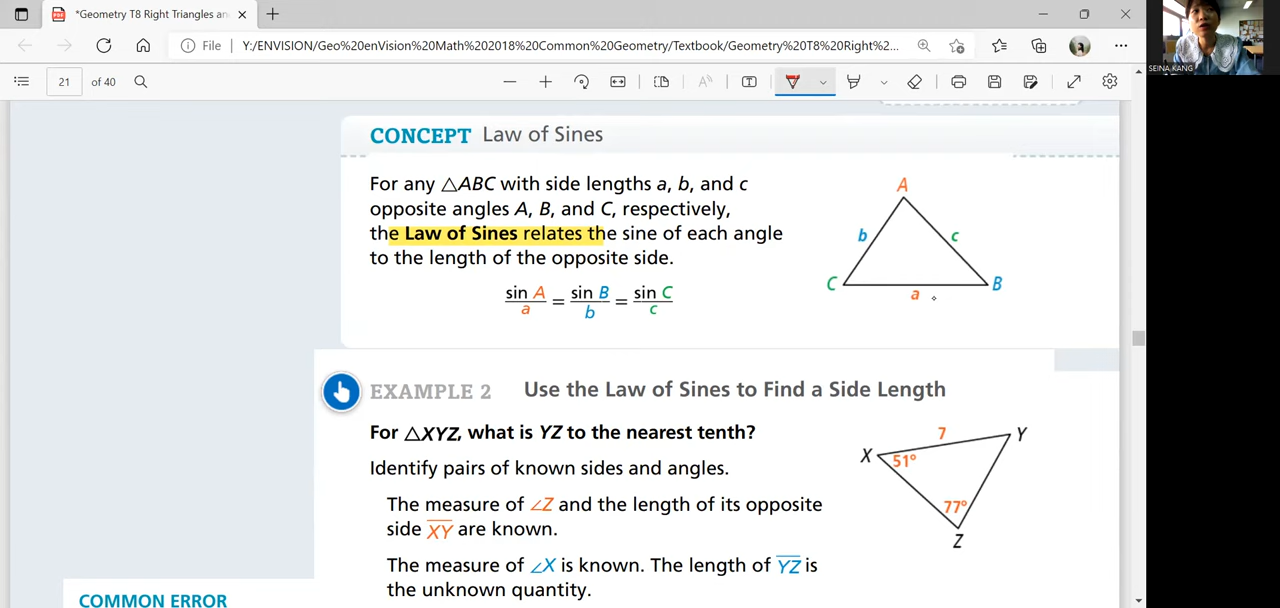 *Geometry T8 Right Triangles an
File
Y:/ENVISION/Geo%20enVision%20Math%202018%20Common%20Geometry/Textbook/Geometry%20T8%20Right%2...
21 of 40
SEINA KANG
CONCEPT Law of Sines
For any △ABC with side lengths a, b, and c
opposite angles A, B, and C, respectively,
the Law of Sines relates the sine of each angle
to the length of the opposite side.
sin A / a = sin B / b = sin C / c
A
b c
C B
a
EXAMPLE 2 Use the Law of Sines to Find a Side Length
For △XYZ, what is YZ to the nearest tenth?
Identify pairs of known sides and angles.
The measure of ∠Z and the length of its opposite
side XY are known.
The measure of ∠X is known. The length of YZ is
the unknown quantity.
7 Y
X 51°
77°
Z
COMMON ERROR